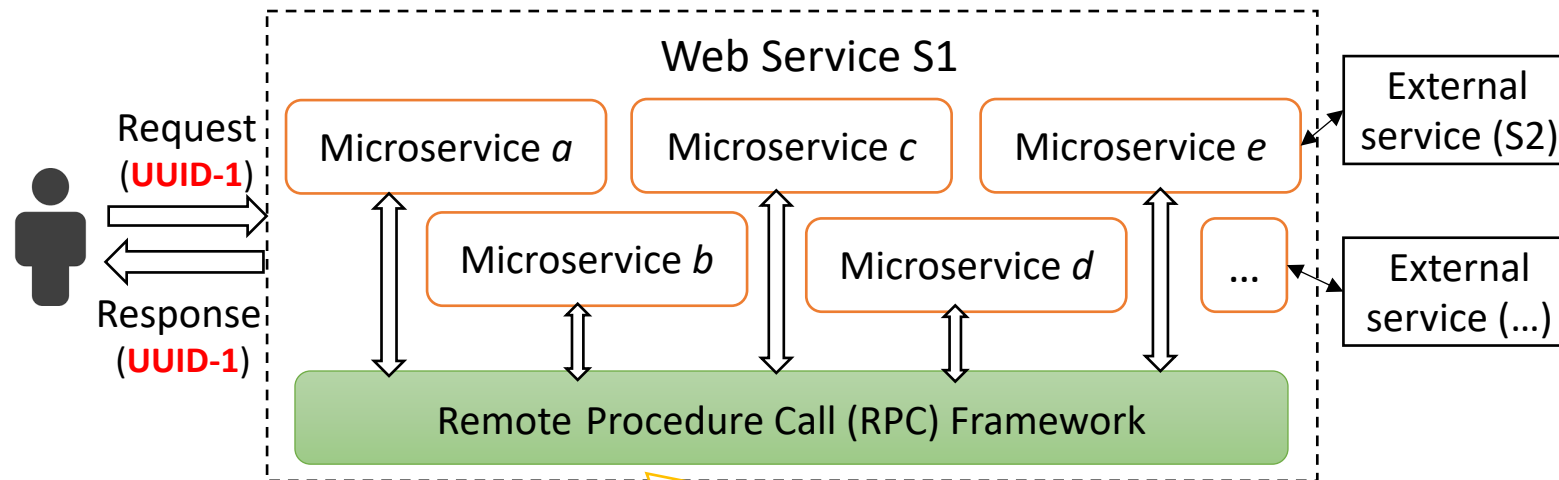 Web Service S1
Request
(UUID-1)
Response
(UUID-1)
Microservice a
Microservice c
Microservice e
Microservice b
Microservice d
...
Remote Procedure Call (RPC) Framework
External
service (S2)
External
service (...)